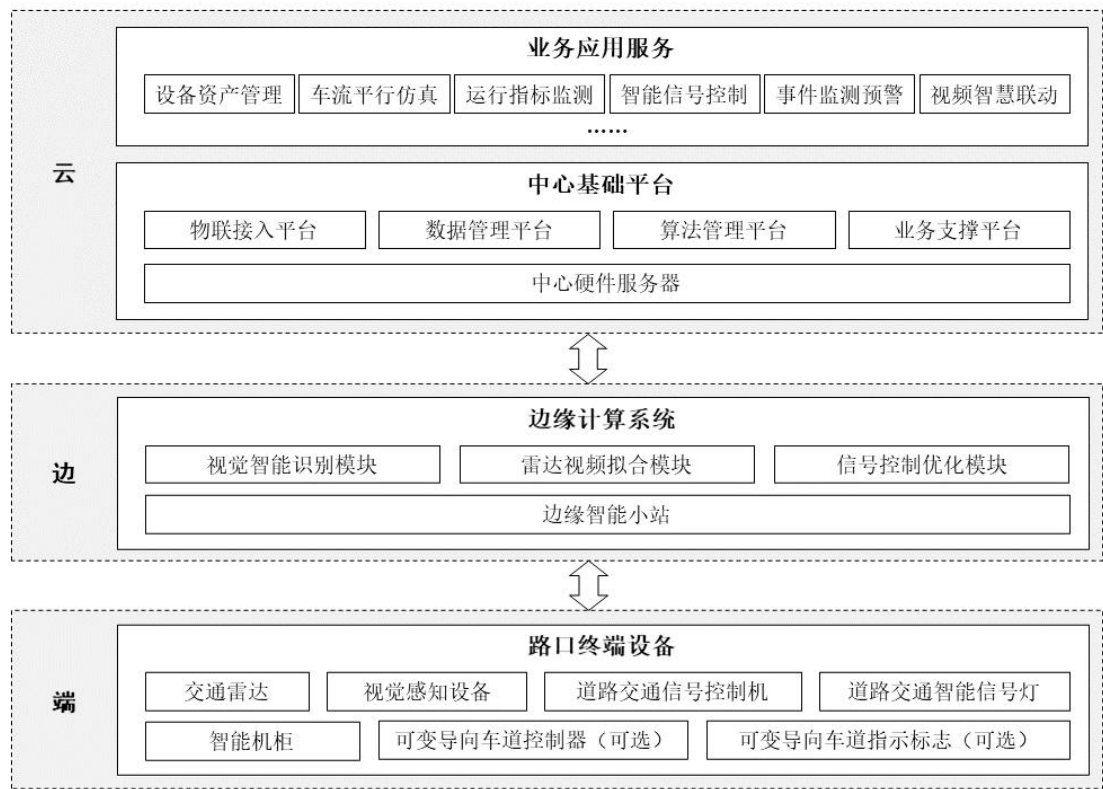 业务应用服务
设备资产管理 车流平行仿真 运行指标监测 智能信号控制 事件监测预警 视频智慧联动
......
云
中心基础平台
物联接入平台 数据管理平台 算法管理平台 业务支撑平台
中心硬件服务器
边缘计算系统
边
视觉智能识别模块 雷达视频拟合模块 信号控制优化模块
边缘智能小站
路口终端设备
端
交通雷达 视觉感知设备 道路交通信号控制机 道路交通智能信号灯
智能机柜 可变导向车道控制器（可选） 可变导向车道指示标志（可选）